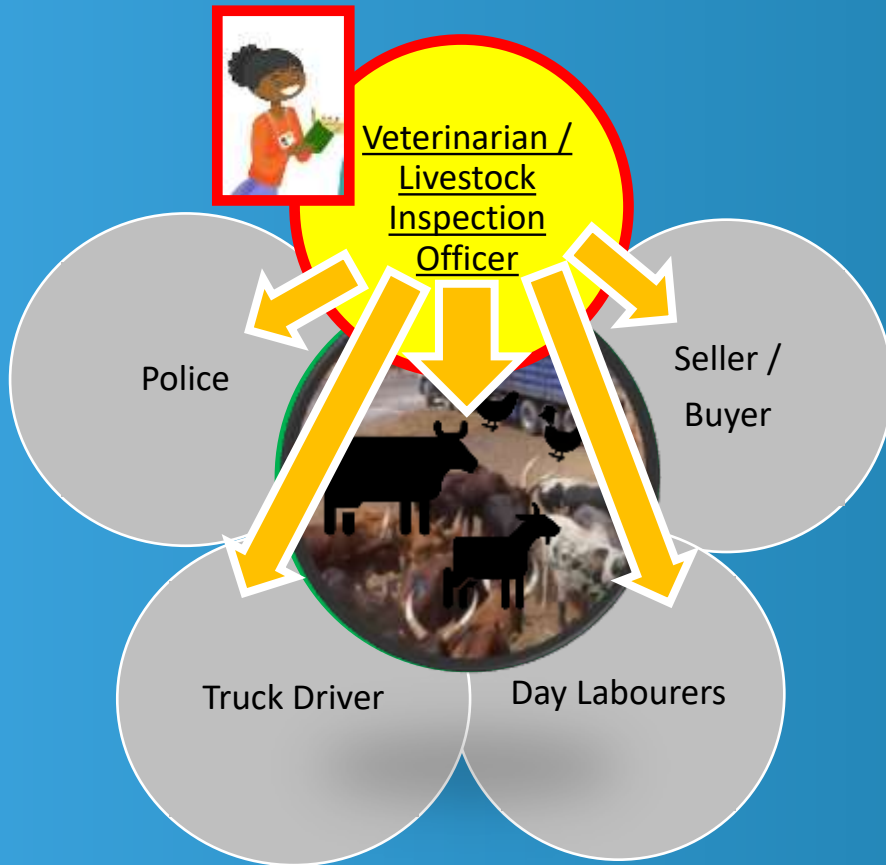 Veterinarian /
Livestock
Inspection
Officer
Police
Seller /
Buyer
Truck Driver
Day Labourers